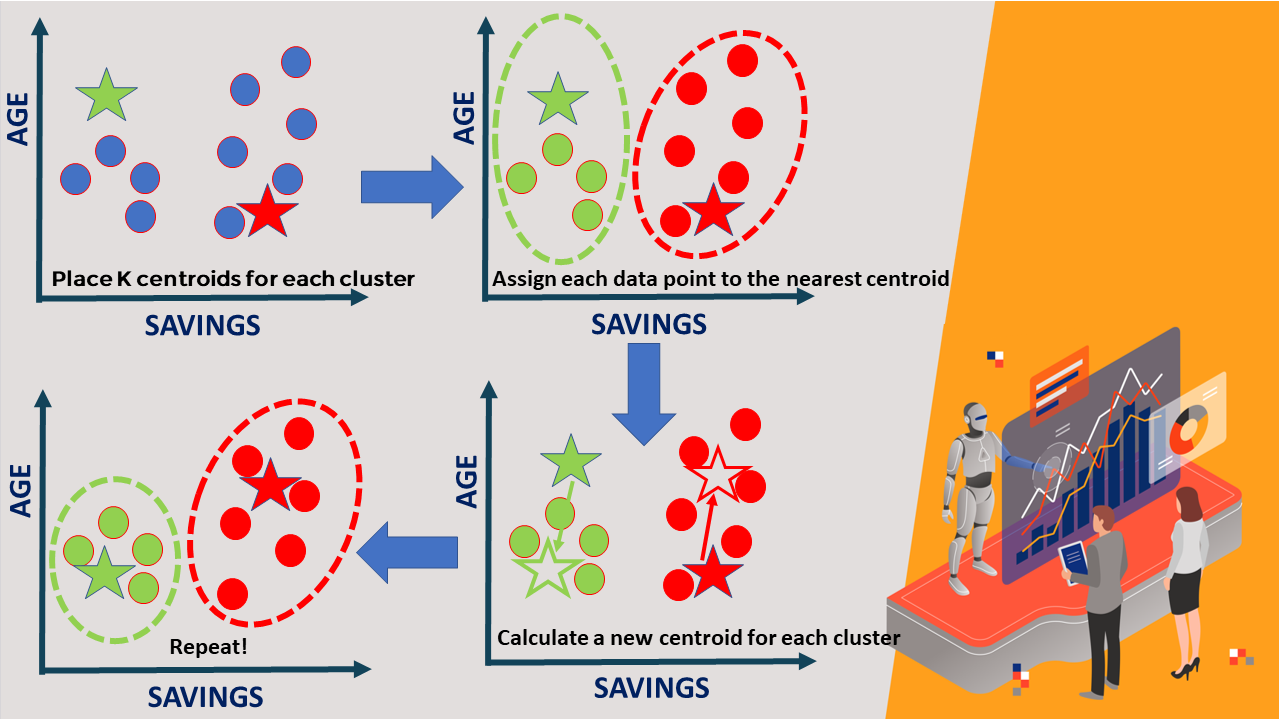 AGE
Place K centroids for each cluster
SAVINGS
AGE
Assign each data point to the nearest centroid
SAVINGS
AGE
Repeat!
SAVINGS
AGE
Calculate a new centroid for each cluster
SAVINGS